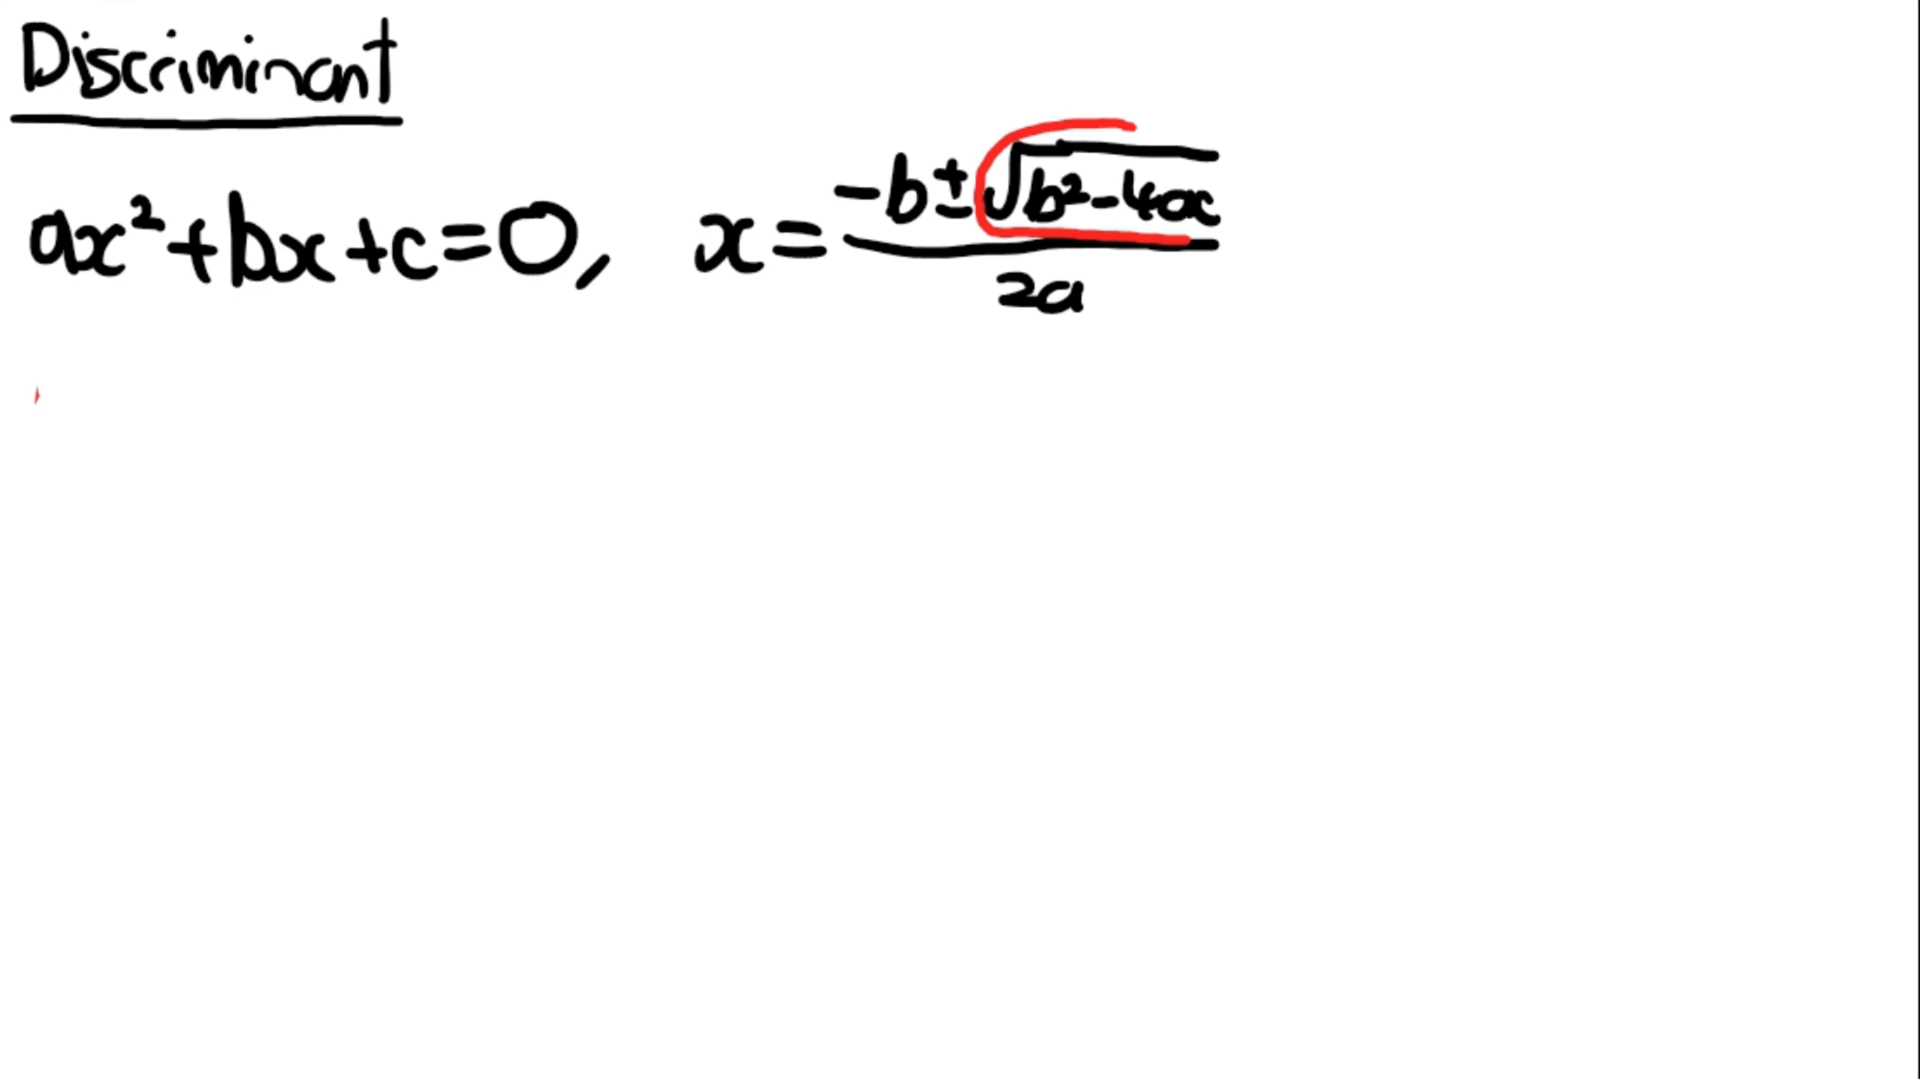 Discriminant
ax²+bx+c=0, x=(-b±√(b²-4ac))/2a